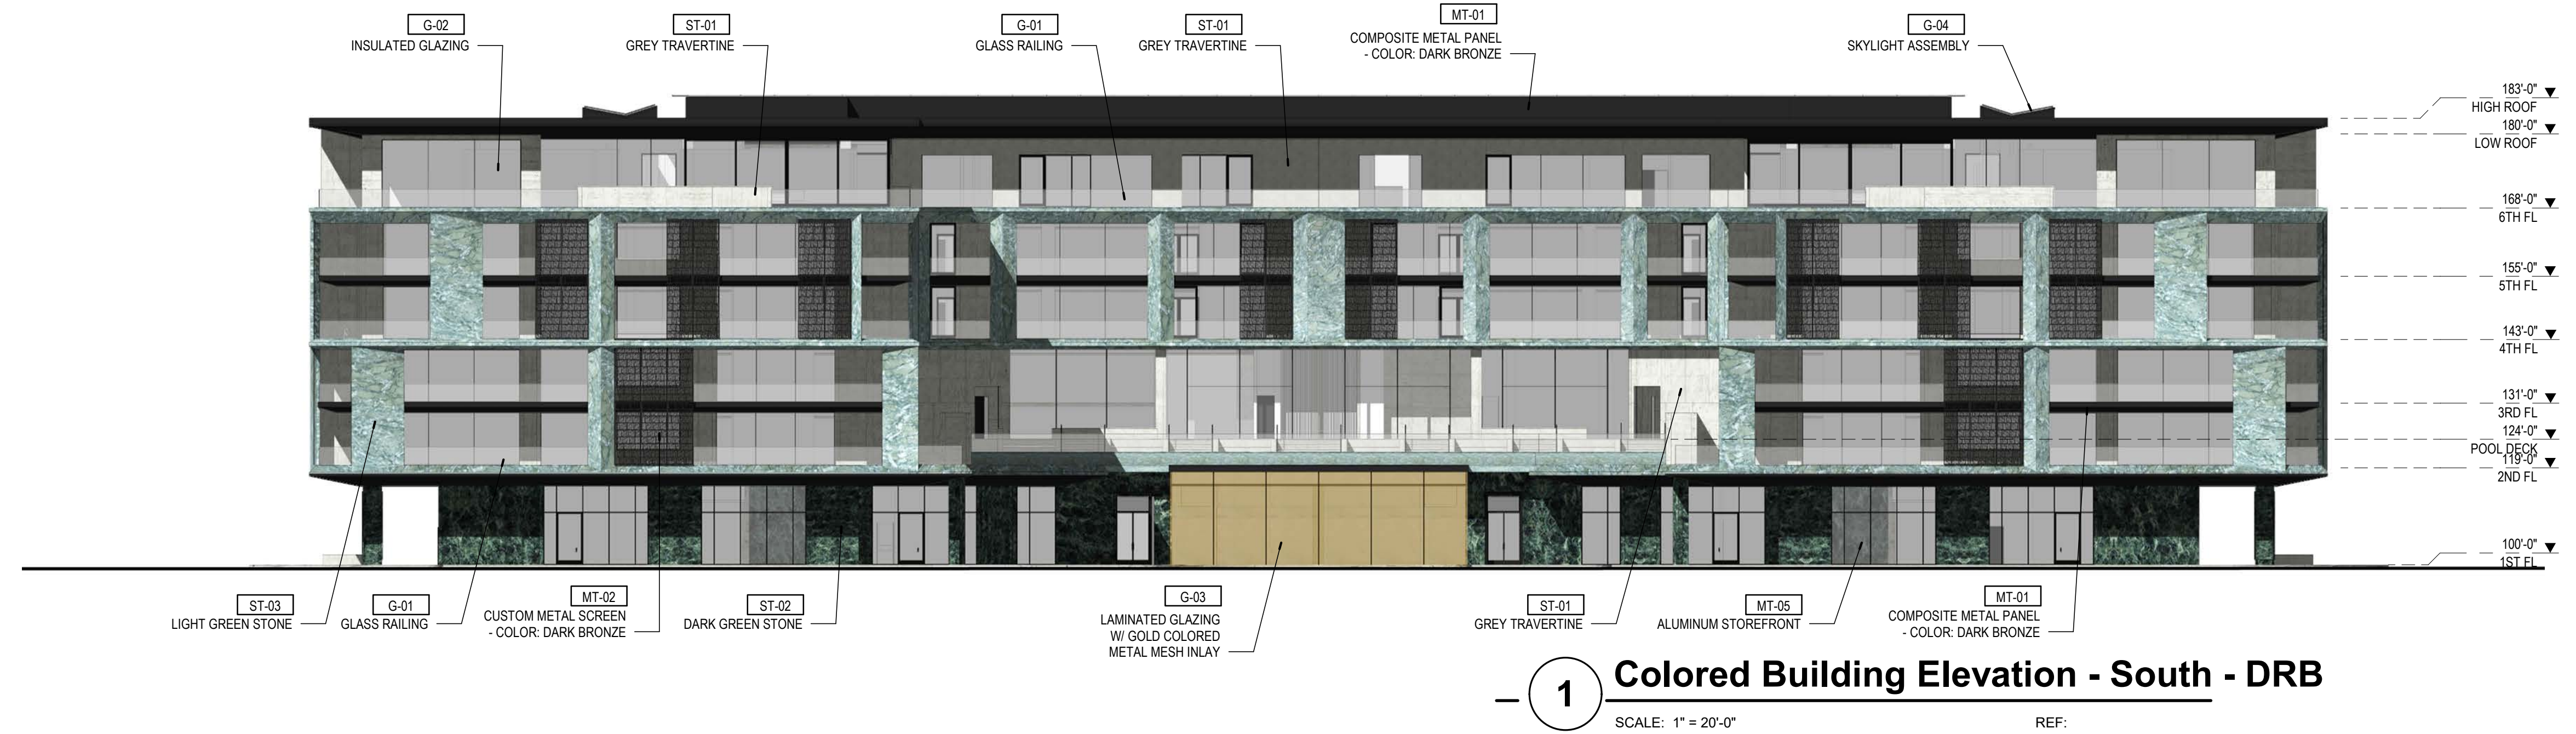 G-02
INSULATED GLAZING
ST-01
GREY TRAVERTINE
G-01
GLASS RAILING
ST-01
GREY TRAVERTINE
MT-01
COMPOSITE METAL PANEL
- COLOR: DARK BRONZE
G-04
SKYLIGHT ASSEMBLY
183'-0"
HIGH ROOF
180'-0"
LOW ROOF
168'-0"
6TH FL
155'-0"
5TH FL
143'-0"
4TH FL
131'-0"
3RD FL
124'-0"
POOL DECK
119'-0"
2ND FL
100'-0"
1ST FL
ST-03
LIGHT GREEN STONE
G-01
GLASS RAILING
MT-02
CUSTOM METAL SCREEN
- COLOR: DARK BRONZE
ST-02
DARK GREEN STONE
G-03
LAMINATED GLAZING
W/ GOLD COLORED
METAL MESH INLAY
ST-01
GREY TRAVERTINE
MT-05
ALUMINUM STOREFRONT
MT-01
COMPOSITE METAL PANEL
- COLOR: DARK BRONZE
1
Colored Building Elevation - South - DRB
SCALE: 1" = 20'-0"
REF: